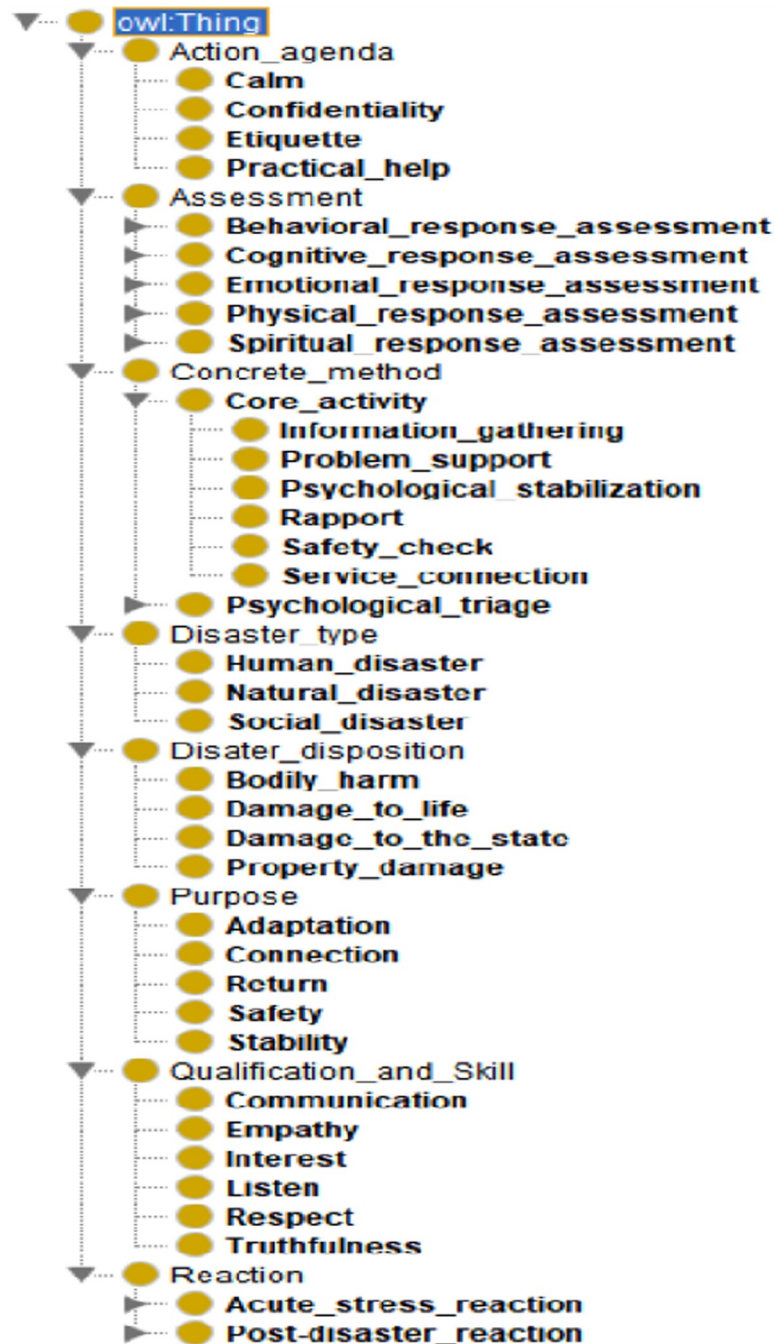 owl:Thing
Action_agenda
Calm
Confidentiality
Etiquette
Practical_help
Assessment
Behavioral_response_assessment
Cognitive_response_assessment
Emotional_response_assessment
Physical_response_assessment
Spiritual_response_assessment
Concrete_method
Core_activity
Information_gathering
Problem_support
Psychological_stabilization
Rapport
Safety_check
Service_connection
Psychological_triage
Disaster_type
Human_disaster
Natural_disaster
Social_disaster
Disater_disposition
Bodily_harm
Damage_to_life
Damage_to_the_state
Property_damage
Purpose
Adaptation
Connection
Return
Safety
Stability
Qualification_and_Skill
Communication
Empathy
Interest
Listen
Respect
Truthfulness
Reaction
Acute_stress_reaction
Post-disaster_reaction